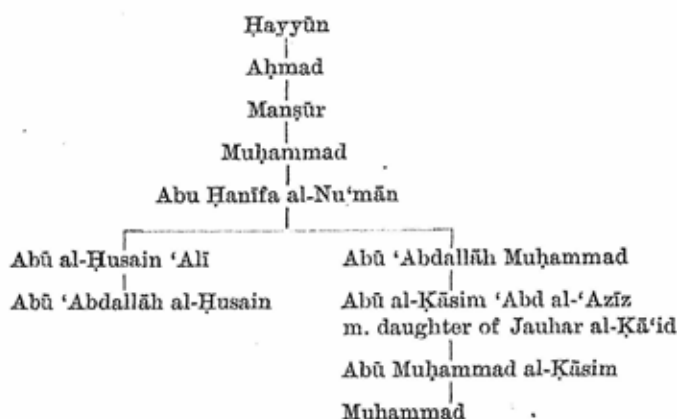 Ḥayyūn
Aḥmad
Manṣūr
Muḥammad
Abu Ḥanīfa al-Nu‘mān
Abū al-Ḥusain ‘Alī
Abū ‘Abdallāh al-Ḥusain
Abū ‘Abdallāh Muḥammad
Abū al-Ḳāsim ‘Abd al-‘Azīz
m. daughter of Jauhar al-Ḳā‘id
Abū Muḥammad al-Ḳāsim
Muḥammad